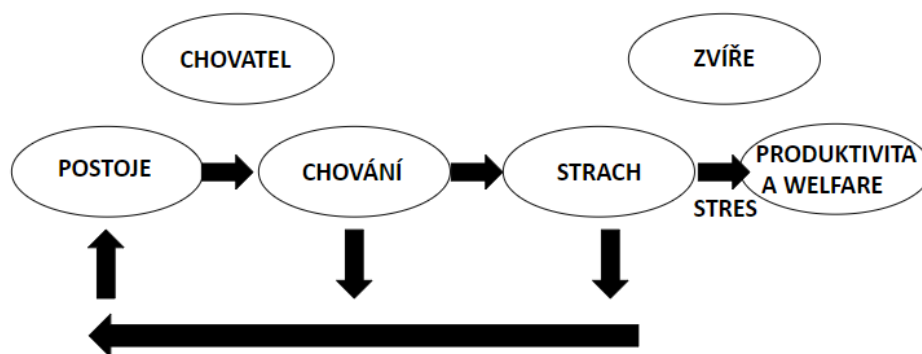 CHOVATEL
ZVÍŘE
POSTOJE
CHOVÁNÍ
STRACH
PRODUKTIVITA
A WELFARE
STRES